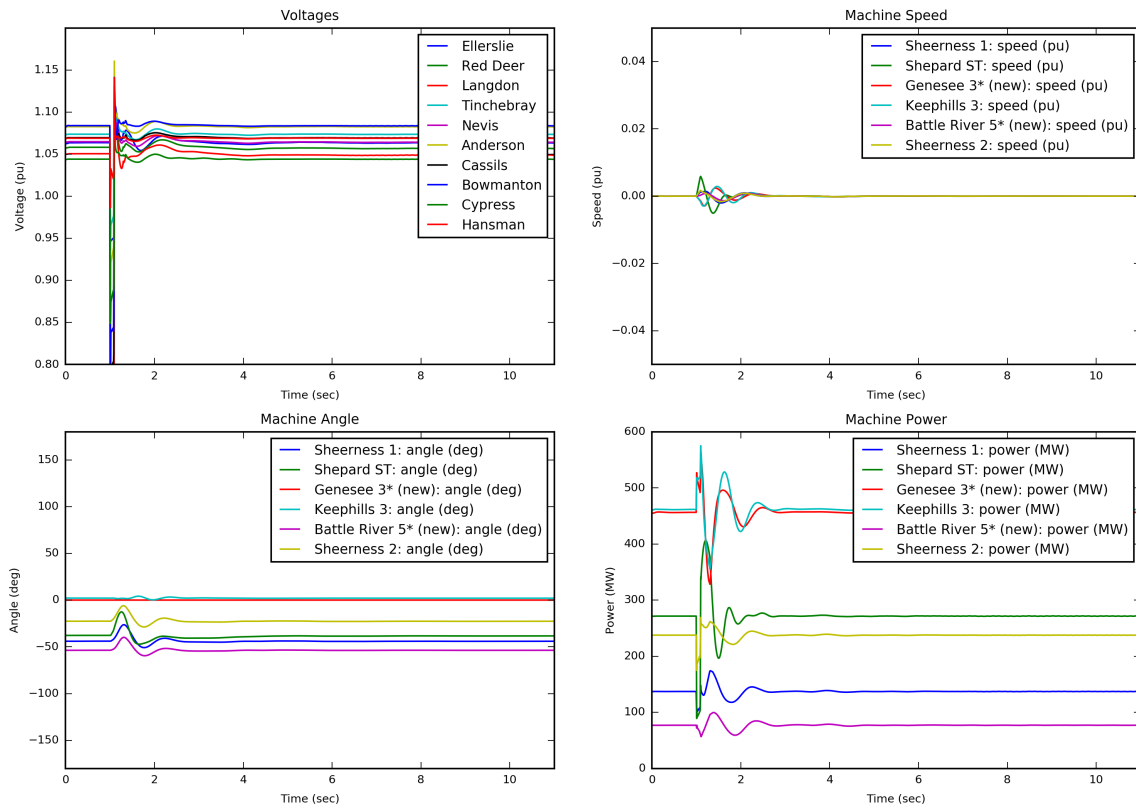 Voltages
Voltage (pu)
1.15
1.10
1.05
1.00
0.95
0.90
0.85
0.80
Ellerslie
Red Deer
Langdon
Tinchebray
Nevis
Anderson
Cassils
Bowmanton
Cypress
Hansman
0 2 4 6 8 10
Time (sec)
Machine Speed
Speed (pu)
0.04
0.02
0.00
−0.02
−0.04
Sheerness 1: speed (pu)
Shepard ST: speed (pu)
Genesee 3* (new): speed (pu)
Keephills 3: speed (pu)
Battle River 5* (new): speed (pu)
Sheerness 2: speed (pu)
0 2 4 6 8 10
Time (sec)
Machine Angle
Angle (deg)
150
100
50
0
−50
−100
−150
Sheerness 1: angle (deg)
Shepard ST: angle (deg)
Genesee 3* (new): angle (deg)
Keephills 3: angle (deg)
Battle River 5* (new): angle (deg)
Sheerness 2: angle (deg)
0 2 4 6 8 10
Time (sec)
Machine Power
Power (MW)
600
500
400
300
200
100
0
Sheerness 1: power (MW)
Shepard ST: power (MW)
Genesee 3* (new): power (MW)
Keephills 3: power (MW)
Battle River 5* (new): power (MW)
Sheerness 2: power (MW)
0 2 4 6 8 10
Time (sec)